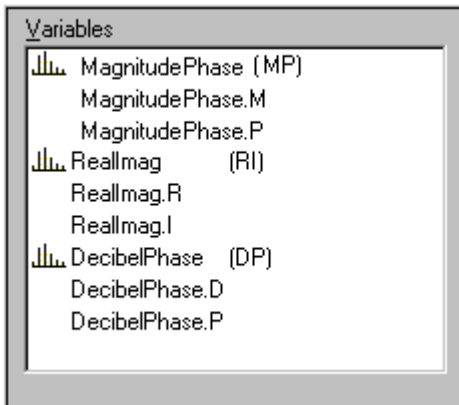 Variables
MagnitudePhase (MP)
MagnitudePhase.M
MagnitudePhase.P
RealImag (RI)
RealImag.R
RealImag.I
DecibelPhase (DP)
DecibelPhase.D
DecibelPhase.P